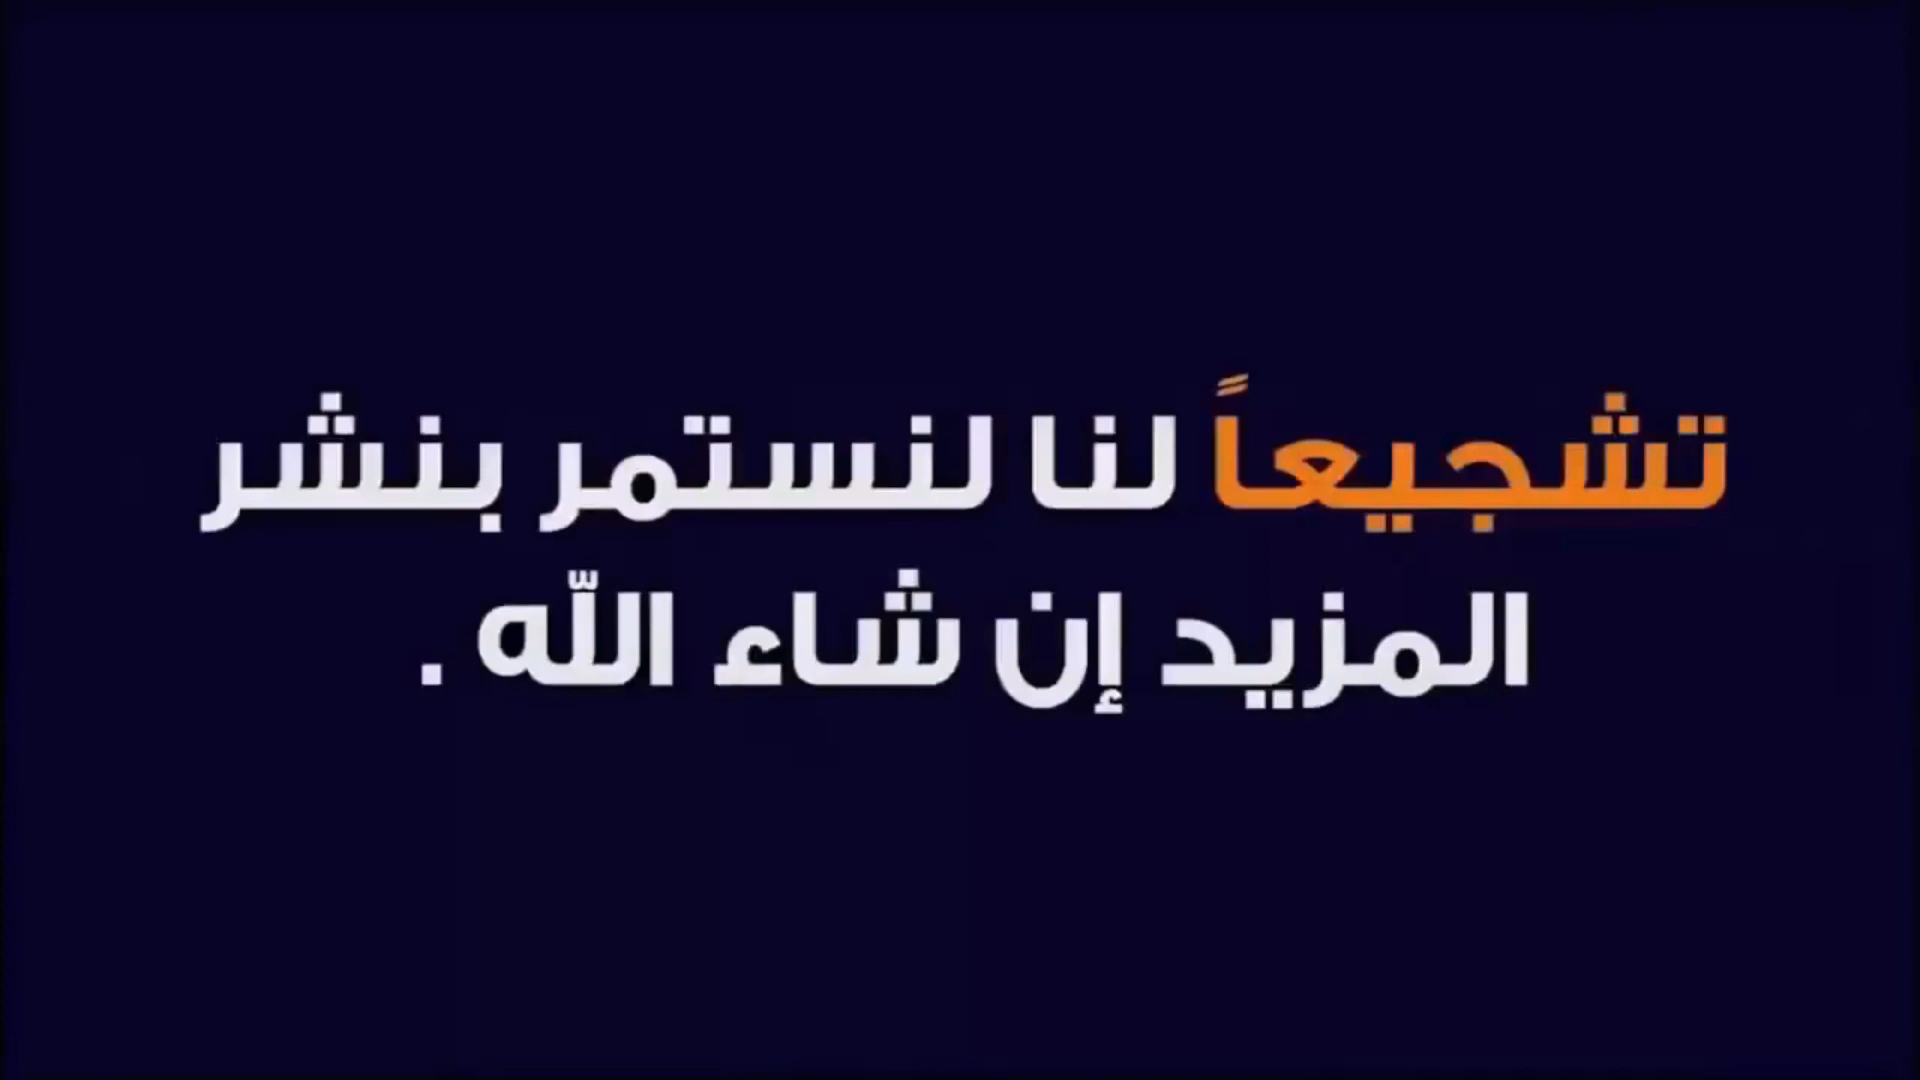 تشجيعاً لنا لنستمر بنشر
المزيد إن شاء اللّه .